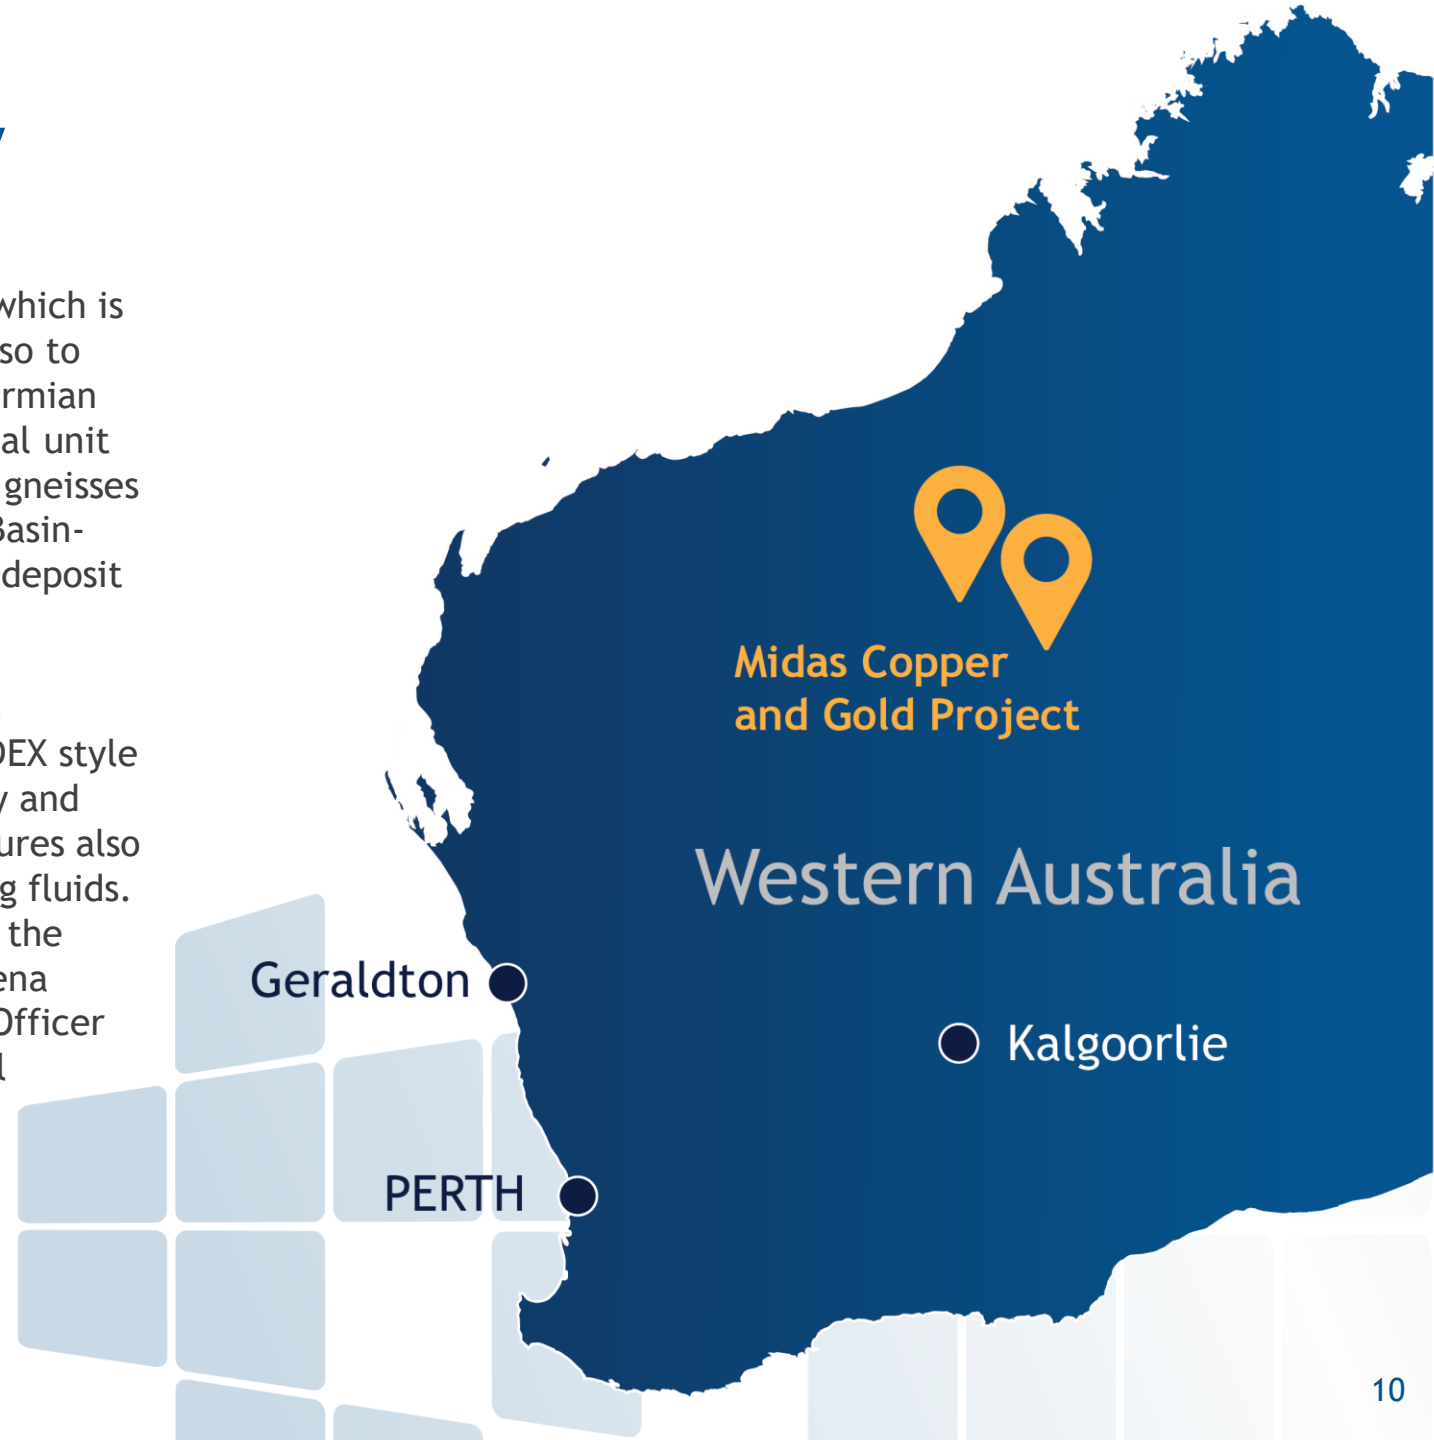 which is
so to
rmian
al unit
gneisses
Basin-
deposit
DEX style
y and
ures also
g fluids.
the
ena
Officer
Midas Copper
and Gold Project
Western Australia
Geraldton
Kalgoorlie
PERTH
10